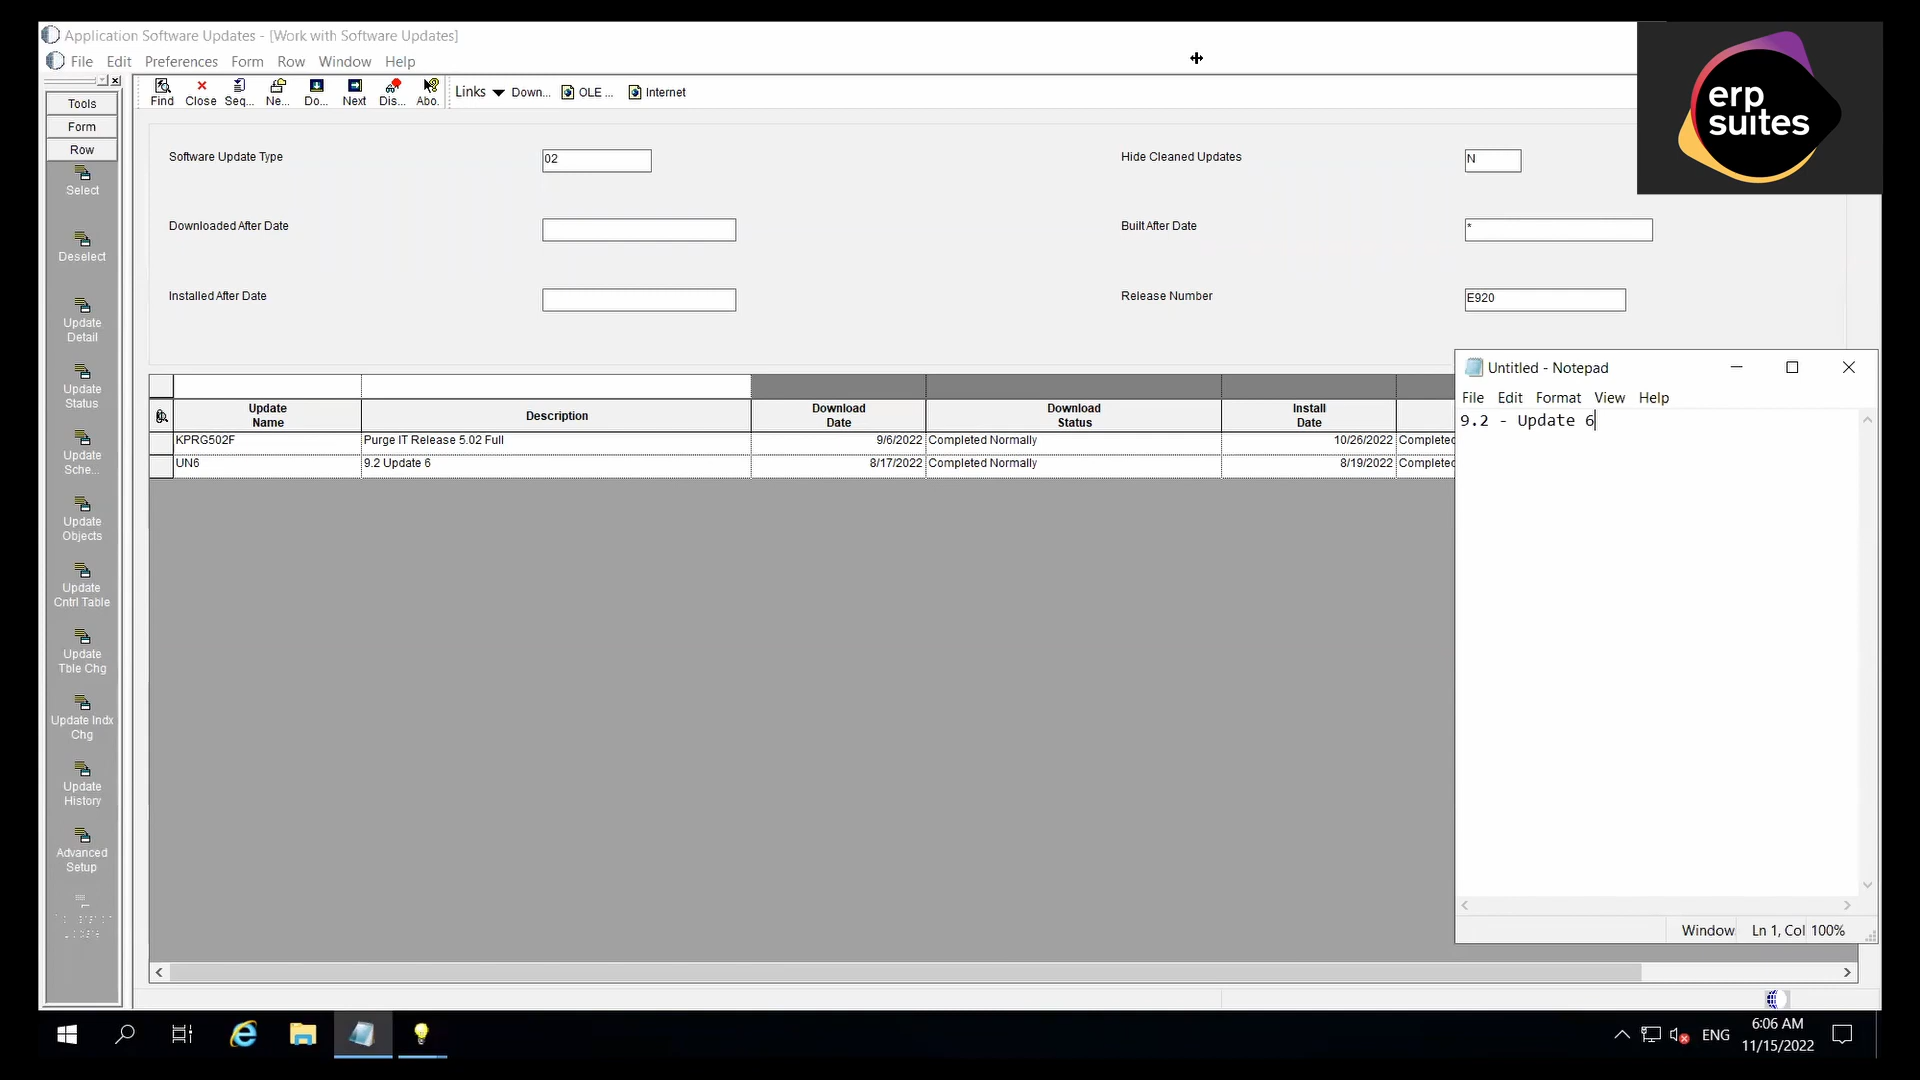 Application Software Updates - [Work with Software Updates]
File Edit Preferences Form Row Window Help
Find Close Seq... Ne... Do... Next Dis... Abo. Links Down... OLE ... Internet
erp
suites
Tools
Form
Row
Select
Deselect
Update
Detail
Update
Status
Update
Sche...
Update
Objects
Update
Cntrl Table
Update
Tble Chg
Update Indx
Chg
Update
History
Advanced
Setup
Software Update Type 02 Hide Cleaned Updates N
Downloaded After Date Built After Date *
Installed After Date Release Number E920
Update
Name
Description
Download
Date
Download
Status
Install
Date
KPRG502F Purge IT Release 5.02 Full 9/6/2022 Completed Normally 10/26/2022 Completed
UN6 9.2 Update 6 8/17/2022 Completed Normally 8/19/2022 Completed
Untitled - Notepad
File Edit Format View Help
9.2 - Update 6
Window Ln 1, Col 100%
ENG
6:06 AM
11/15/2022